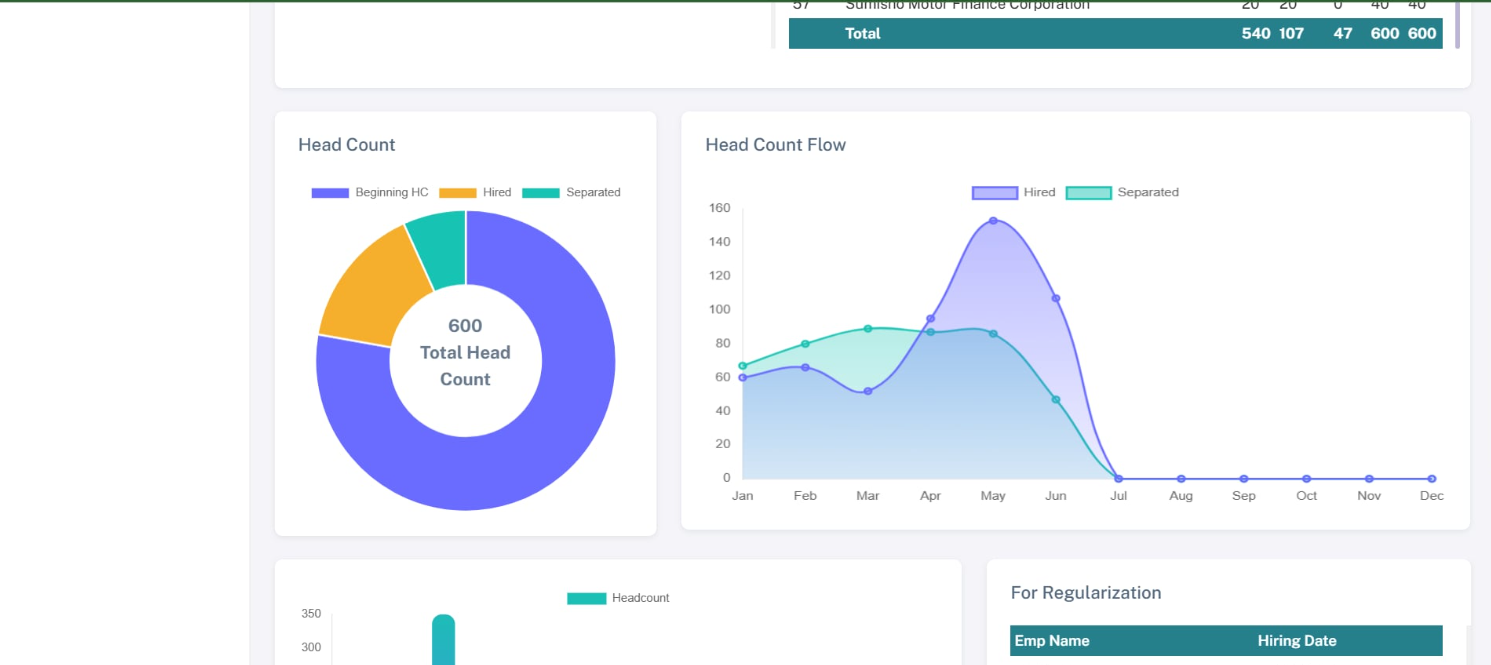 57 Sumisho Motor Finance Corporation 20 20 0 40 40
Total 540 107 47 600 600
Head Count
Beginning HC Hired Separated
600
Total Head
Count
Head Count Flow
Hired Separated
160
140
120
100
80
60
40
20
0
Jan Feb Mar Apr May Jun Jul Aug Sep Oct Nov Dec
Headcount
350
300
For Regularization
Emp Name Hiring Date